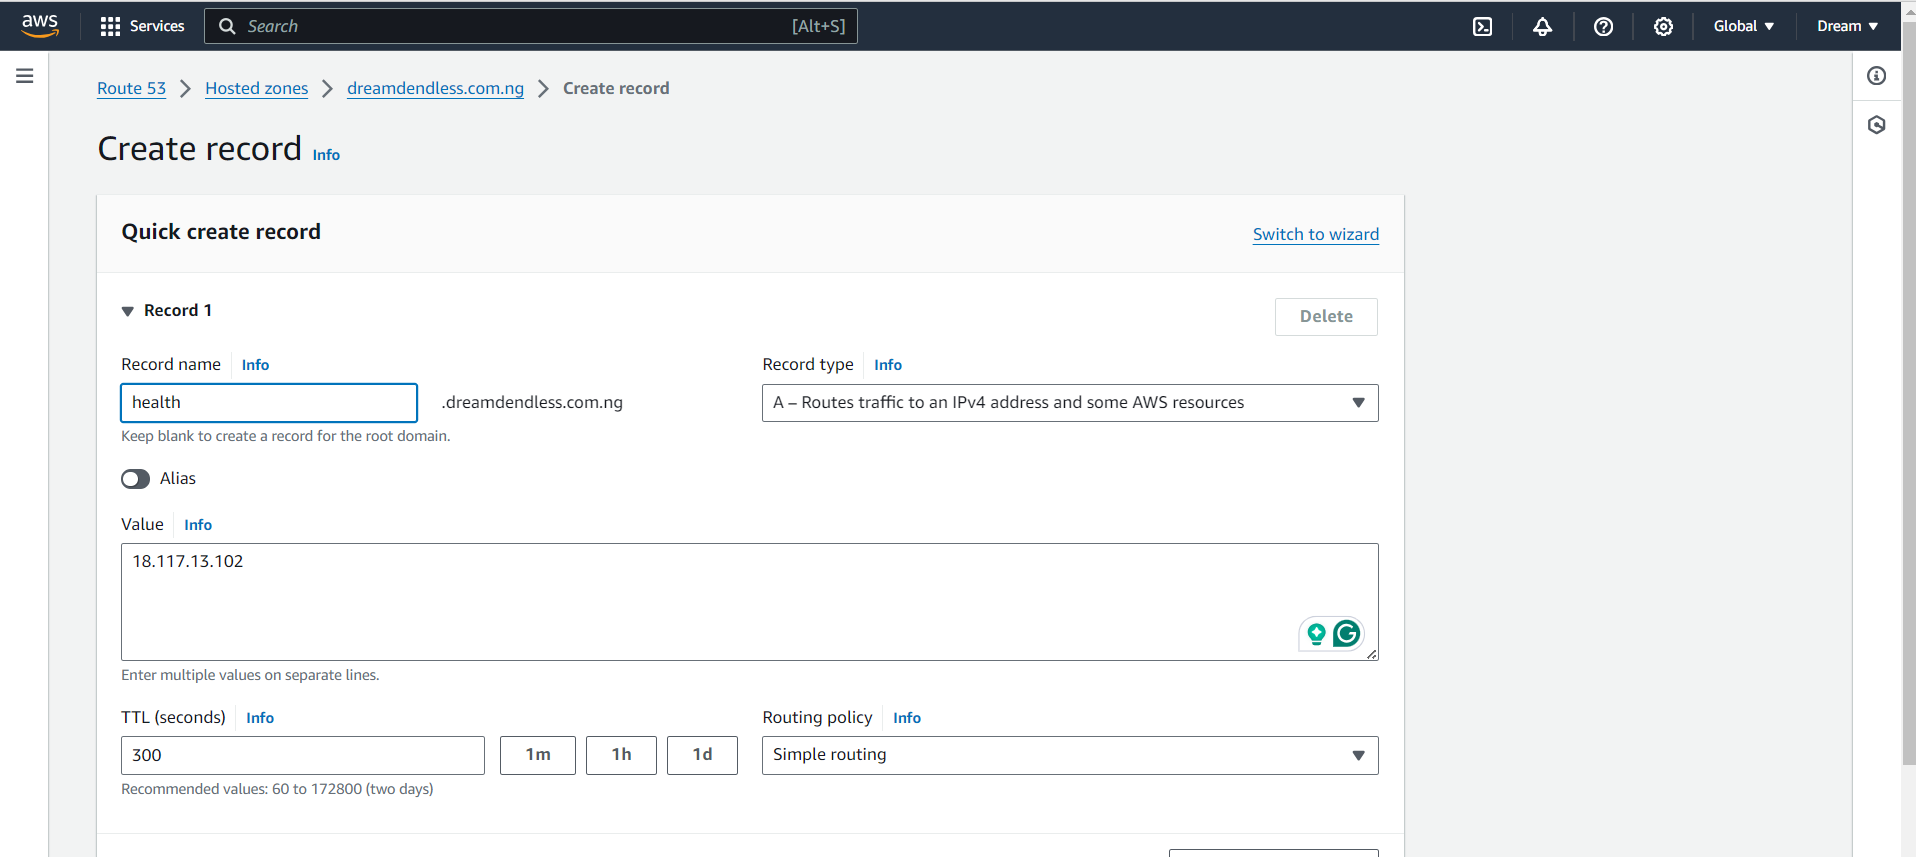 aws Services Search [Alt+S] Global Dream
Route 53 Hosted zones dreamdendless.com.ng Create record
Create record Info
Quick create record Switch to wizard
Record 1 Delete
Record name Info Record type Info
health .dreamdendless.com.ng A – Routes traffic to an IPv4 address and some AWS resources
Keep blank to create a record for the root domain.
Alias
Value Info
18.117.13.102
Enter multiple values on separate lines.
TTL (seconds) Info Routing policy Info
300 1m 1h 1d Simple routing
Recommended values: 60 to 172800 (two days)